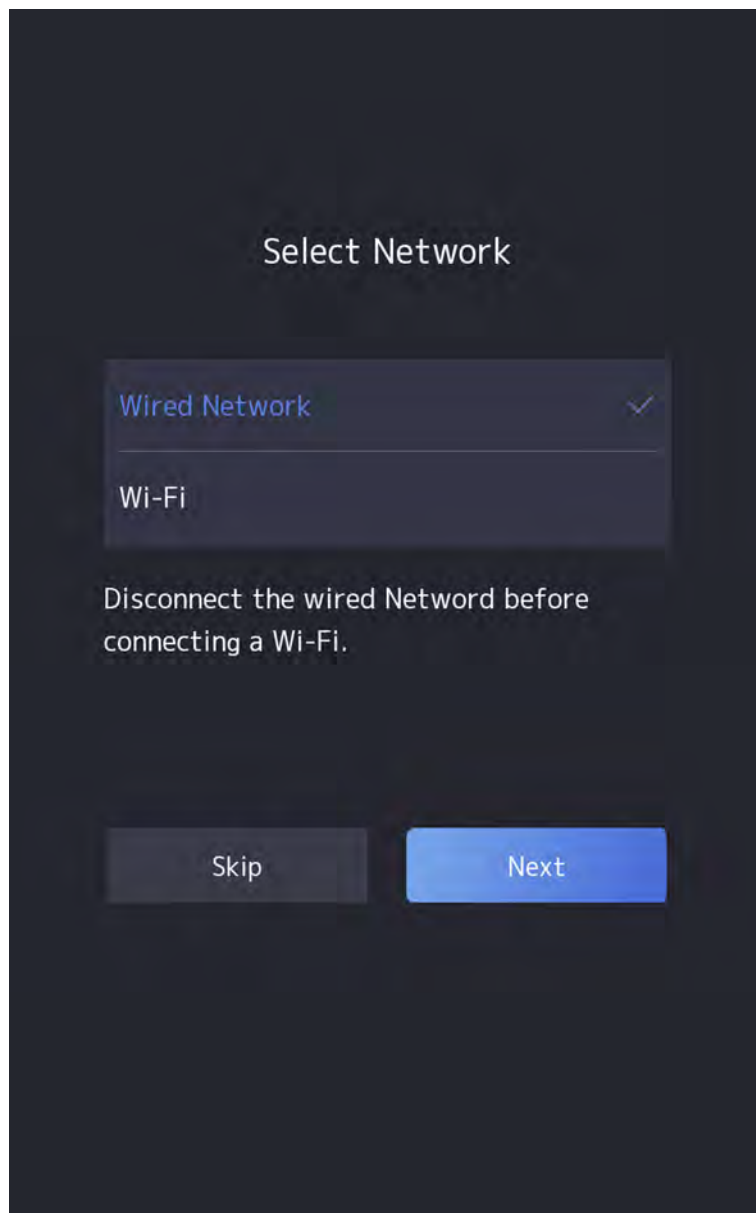 Select Network
Wired Network
Wi-Fi
Disconnect the wired Netword before
connecting a Wi-Fi.
Skip
Next